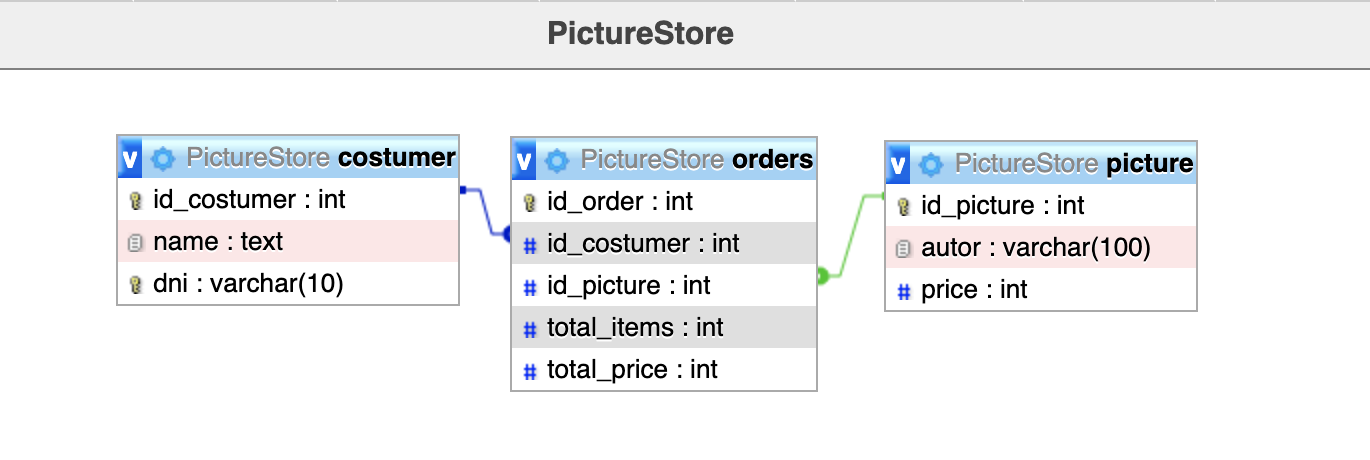 PictureStore
v PictureStore costumer
id_costumer : int
name : text
dni : varchar(10)
v PictureStore orders
id_order : int
# id_costumer : int
# id_picture : int
# total_items : int
# total_price : int
v PictureStore picture
id_picture : int
autor : varchar(100)
# price : int